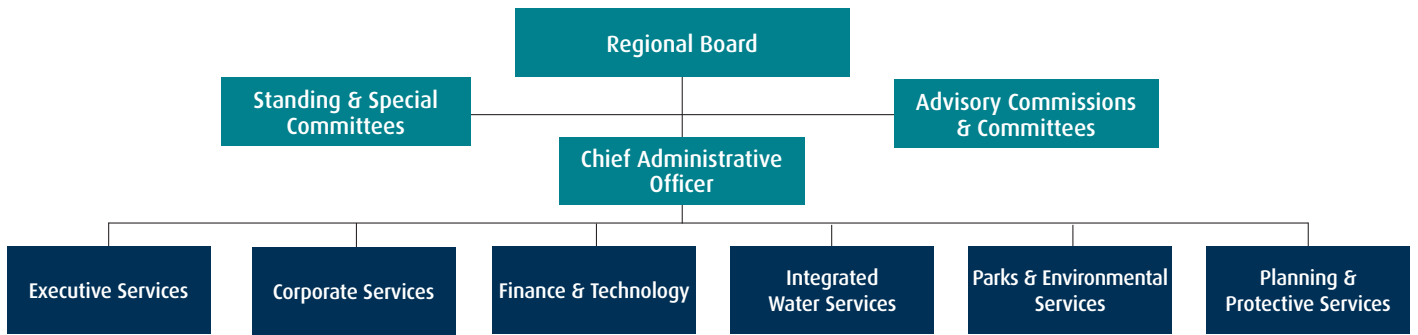 Regional Board
Standing & Special
Committees
Advisory Commissions
& Committees
Chief Administrative
Officer
Executive Services
Corporate Services
Finance & Technology
Integrated
Water Services
Parks & Environmental
Services
Planning &
Protective Services